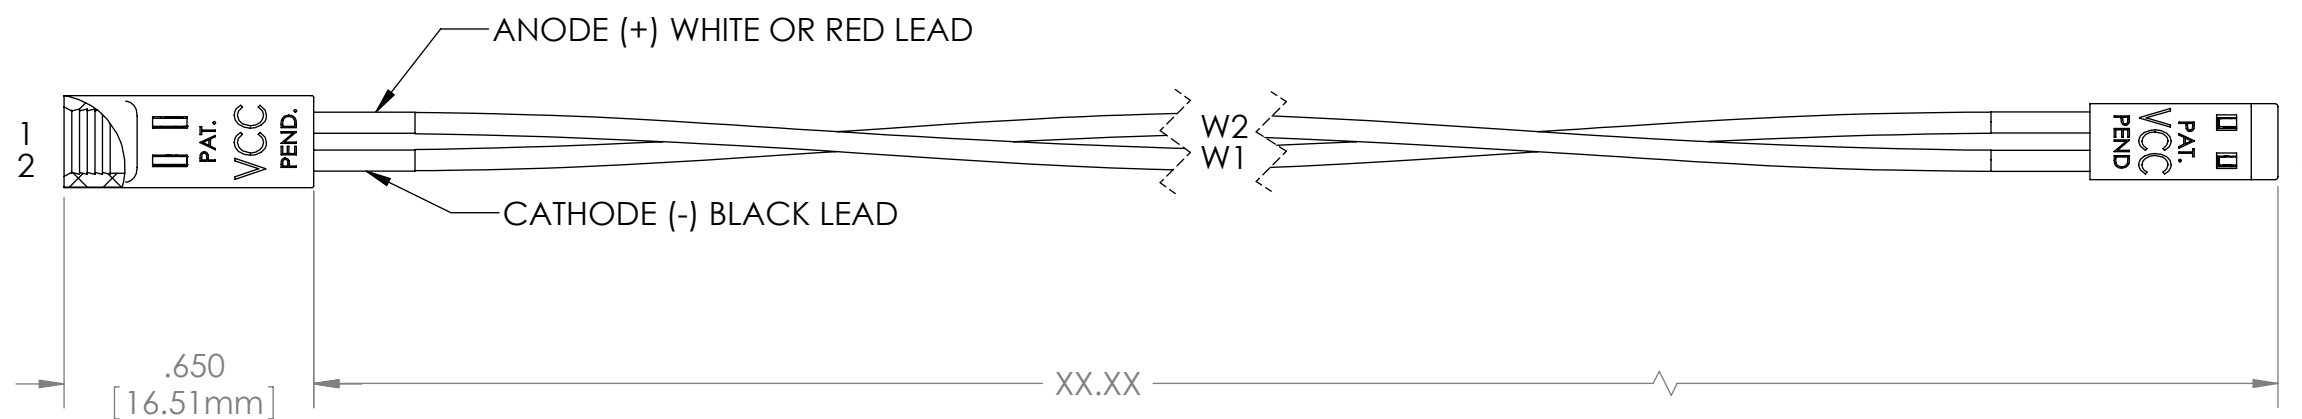 ANODE (+) WHITE OR RED LEAD
1
2
PAT.
VCC
PEND.
W2
W1
PAT.
VCC
PEND
CATHODE (-) BLACK LEAD
.650
[16.51mm]
XX.XX